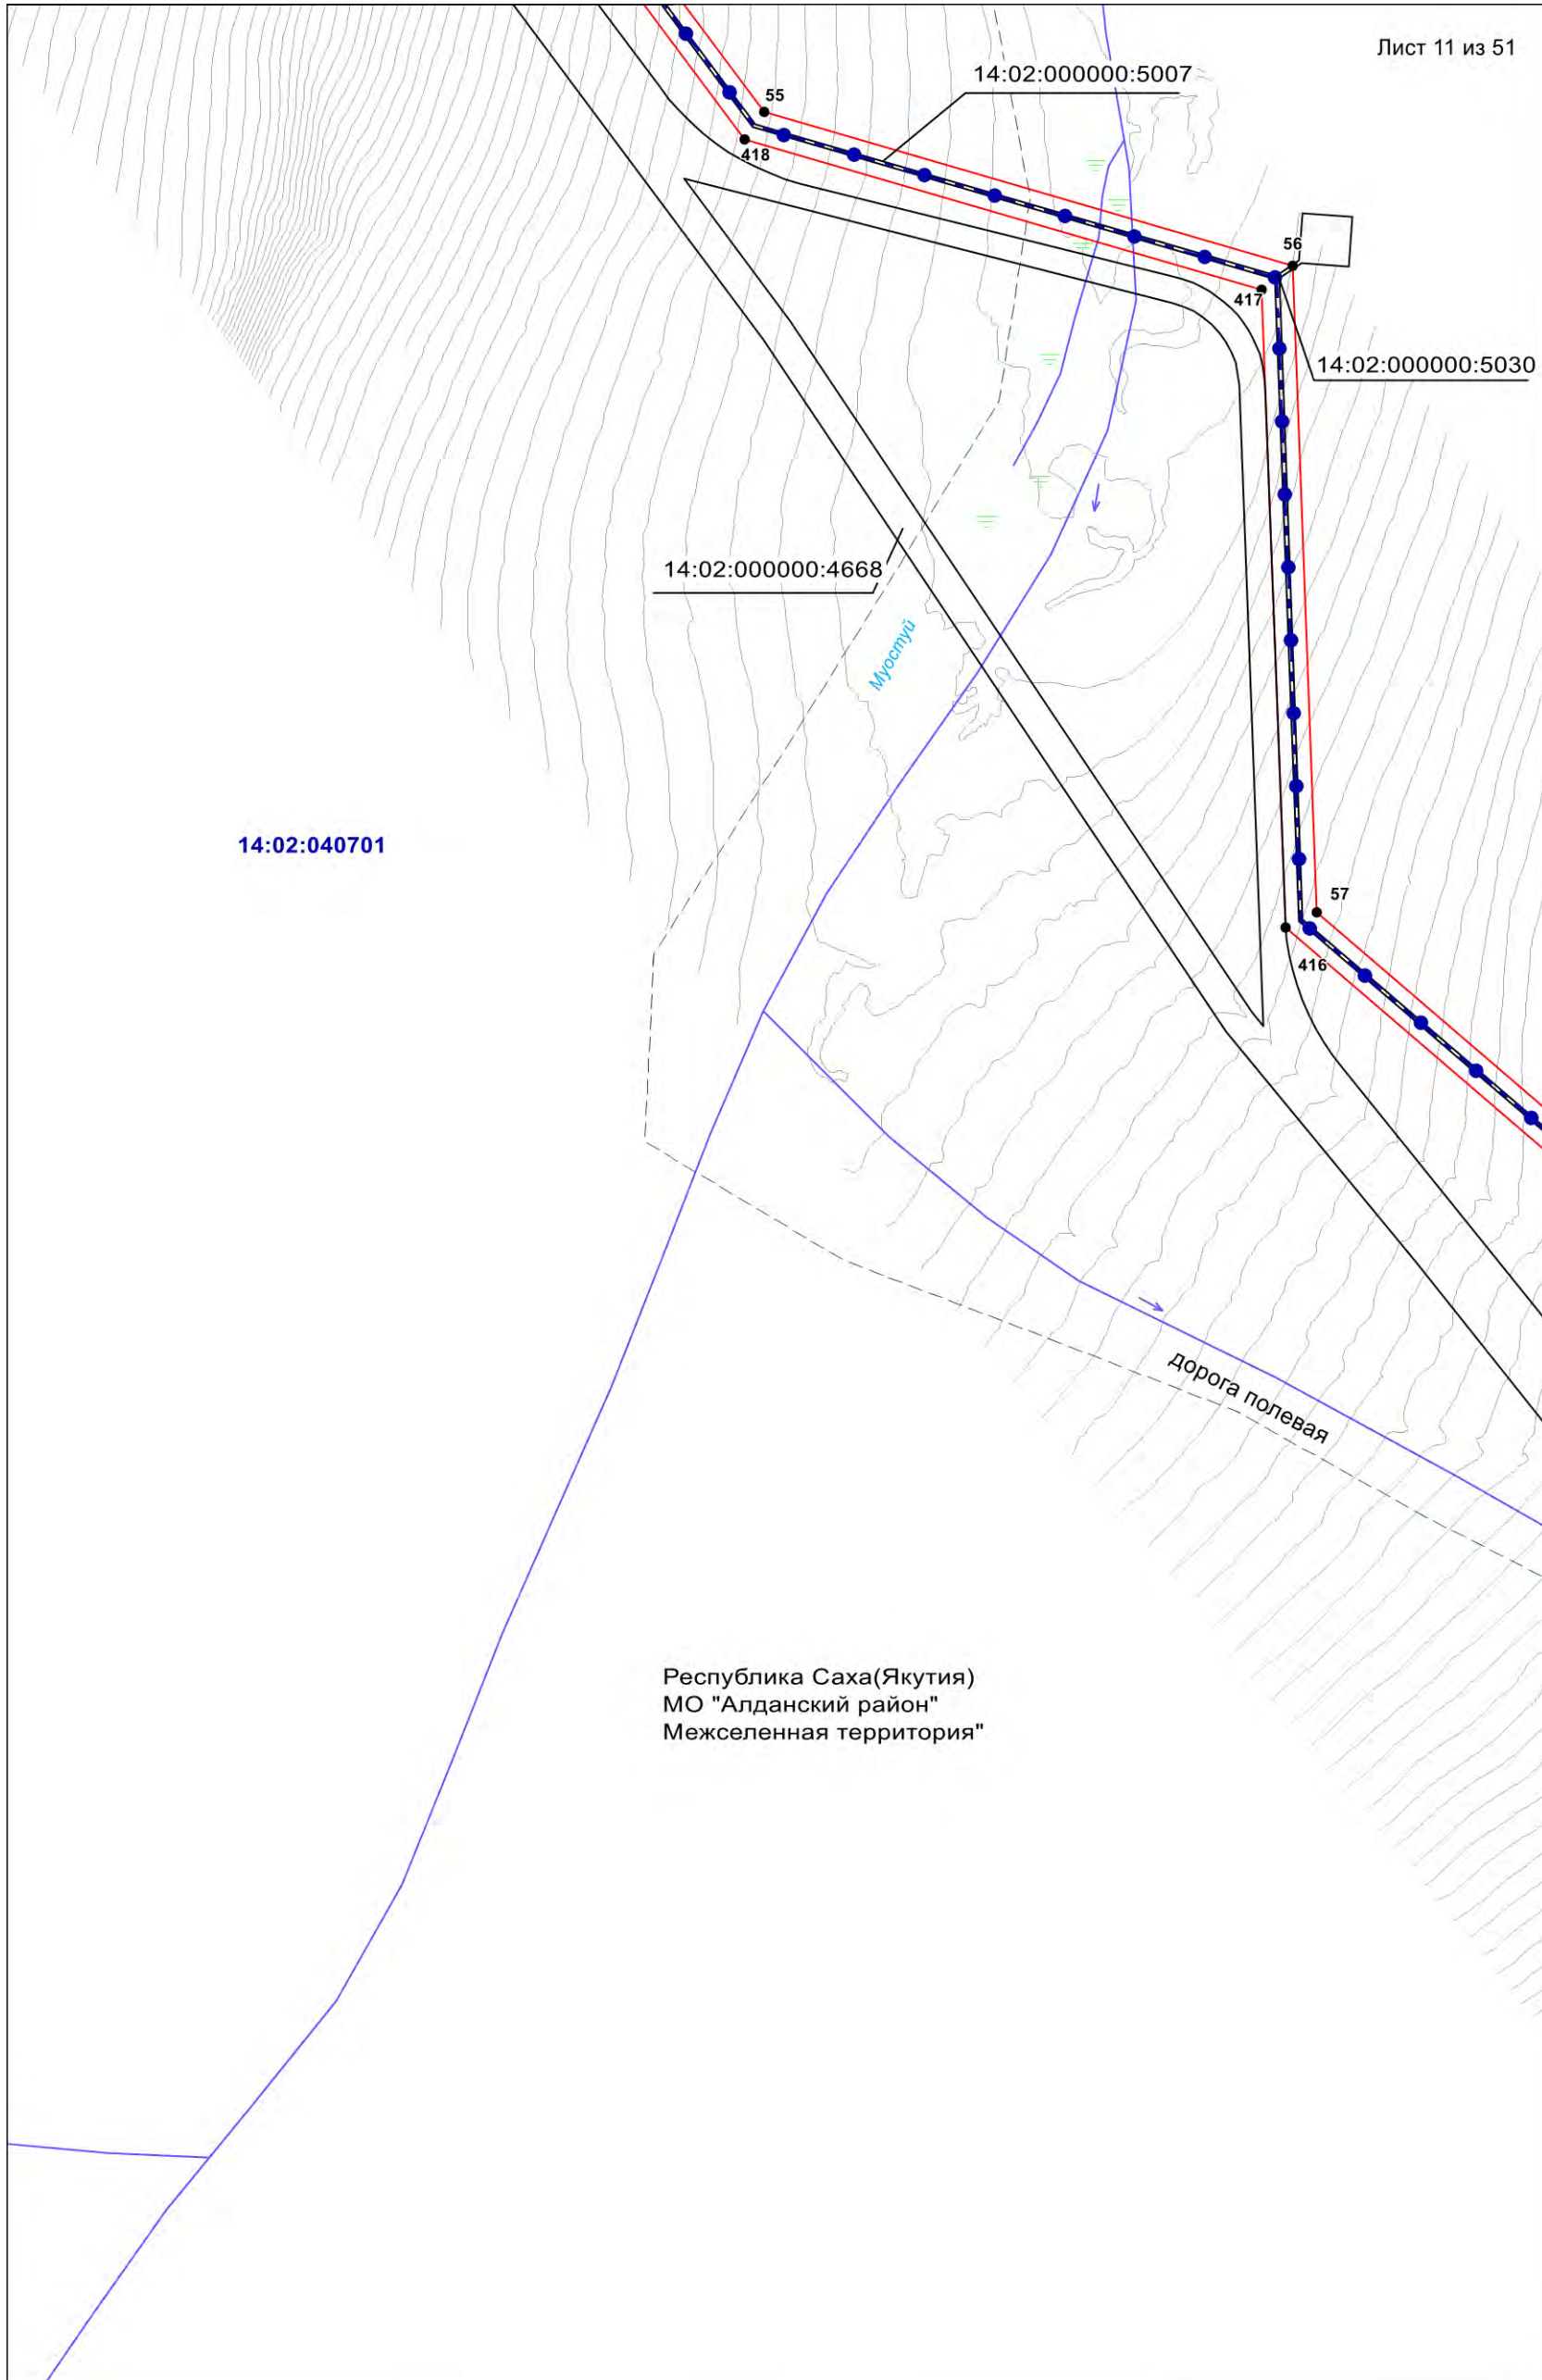 Лист 11 из 51
14:02:000000:5007
55
418
56
417
14:02:000000:5030
14:02:000000:4668
Муостуй
14:02:040701
57
416
дорога полевая
Республика Саха(Якутия)
МО "Алданский район"
Межселенная территория"